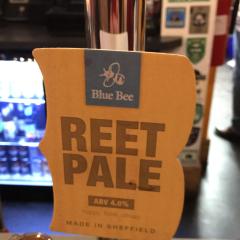 Blue Bee
REET
PALE
ABV 4.0%
MADE IN SHEFFIELD